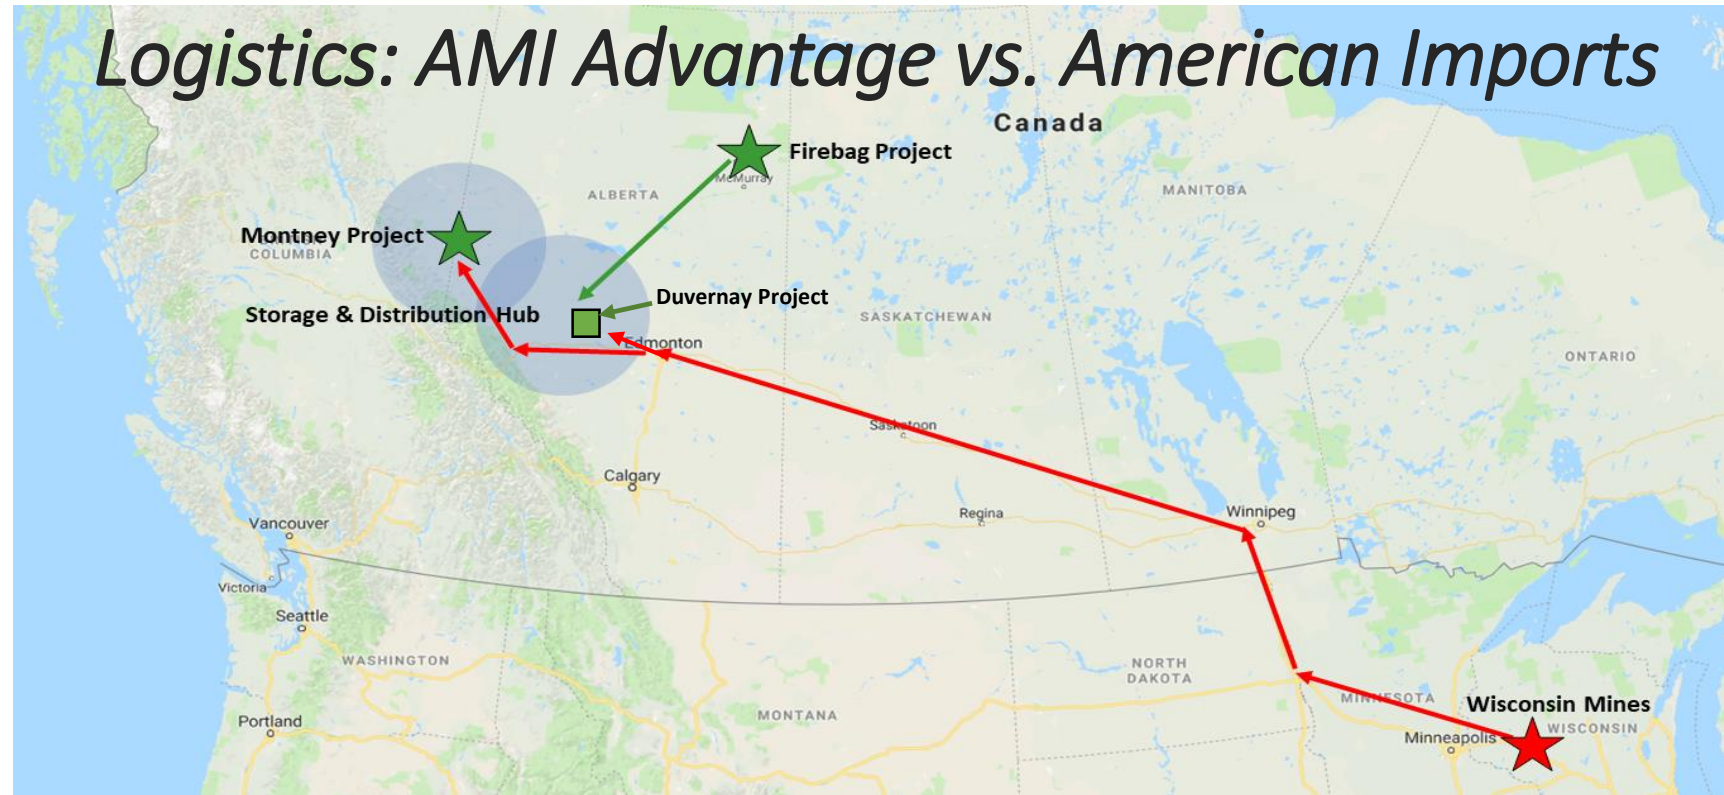 Logistics: AMI Advantage vs. American Imports
Canada
Firebag Project
McMurray
ALBERTA
MANITOBA
Montney Project
COLUMBIA
Duvernay Project
Storage & Distribution Hub
SASKATCHEWAN
Edmonton
ONTARIO
Saskatoon
Calgary
Regina
Winnipeg
Vancouver
Victoria
Seattle
WASHINGTON
NORTH
DAKOTA
MINNESOTA
Wisconsin Mines
MONTANA
Portland
Minneapolis
WISCONSIN